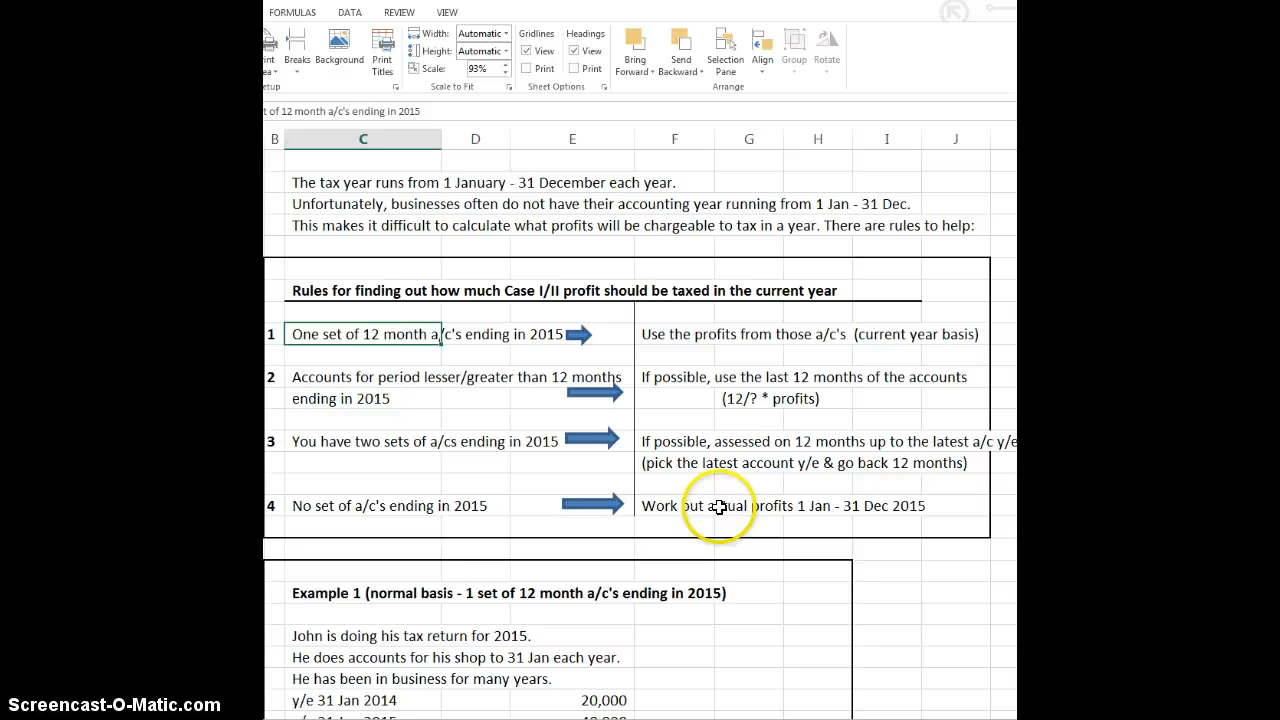 FORMULAS DATA REVIEW VIEW
Width: Automatic Gridlines Headings
Height: Automatic View View
Breaks Background Print Titles Scale: 93% Print Print Bring Forward Send Backward Selection Pane Align Group Rotate
Scale to Fit Sheet Options Arrange
t of 12 month a/c's ending in 2015
B C D E F G H I J
The tax year runs from 1 January - 31 December each year.
Unfortunately, businesses often do not have their accounting year running from 1 Jan - 31 Dec.
This makes it difficult to calculate what profits will be chargeable to tax in a year. There are rules to help:
Rules for finding out how much Case I/II profit should be taxed in the current year
1 One set of 12 month a/c's ending in 2015 Use the profits from those a/c's (current year basis)
2 Accounts for period lesser/greater than 12 months If possible, use the last 12 months of the accounts
ending in 2015 (12/? * profits)
3 You have two sets of a/cs ending in 2015 If possible, assessed on 12 months up to the latest a/c y/e
(pick the latest account y/e & go back 12 months)
4 No set of a/c's ending in 2015 Work out actual profits 1 Jan - 31 Dec 2015
Example 1 (normal basis - 1 set of 12 month a/c's ending in 2015)
John is doing his tax return for 2015.
He does accounts for his shop to 31 Jan each year.
He has been in business for many years.
y/e 31 Jan 2014 20,000
Screencast-O-Matic.com